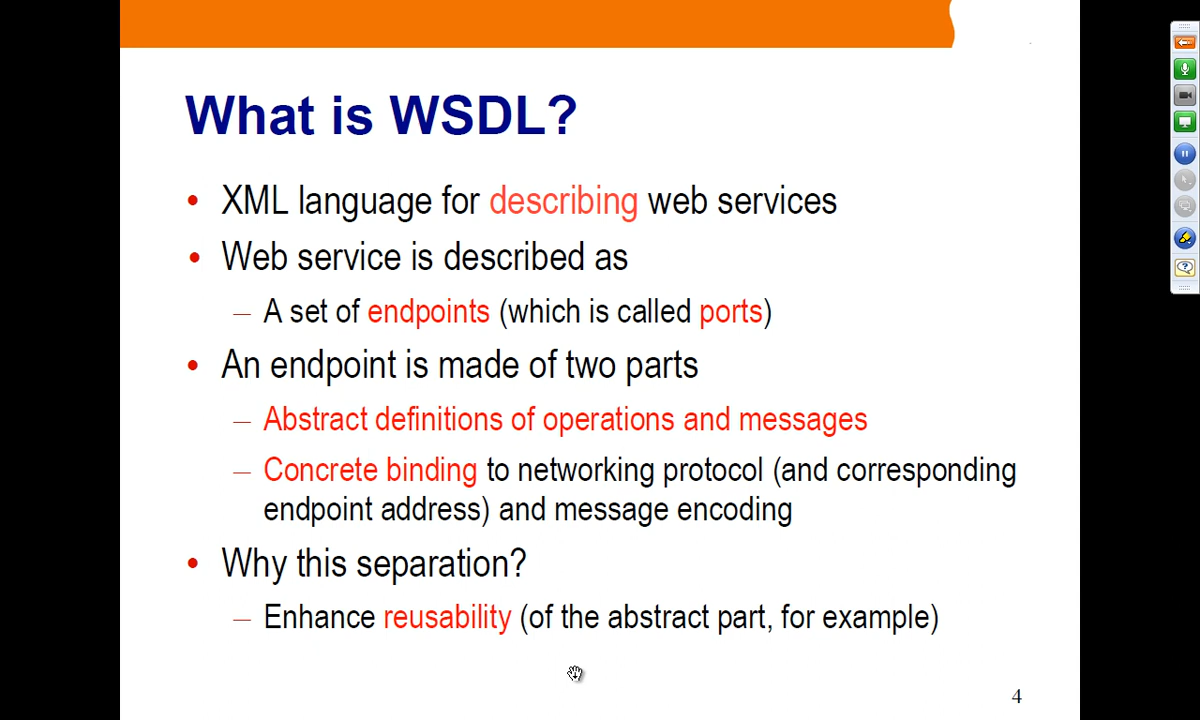 What is WSDL?
• XML language for describing web services
• Web service is described as
– A set of endpoints (which is called ports)
• An endpoint is made of two parts
– Abstract definitions of operations and messages
– Concrete binding to networking protocol (and corresponding
endpoint address) and message encoding
• Why this separation?
– Enhance reusability (of the abstract part, for example)
4